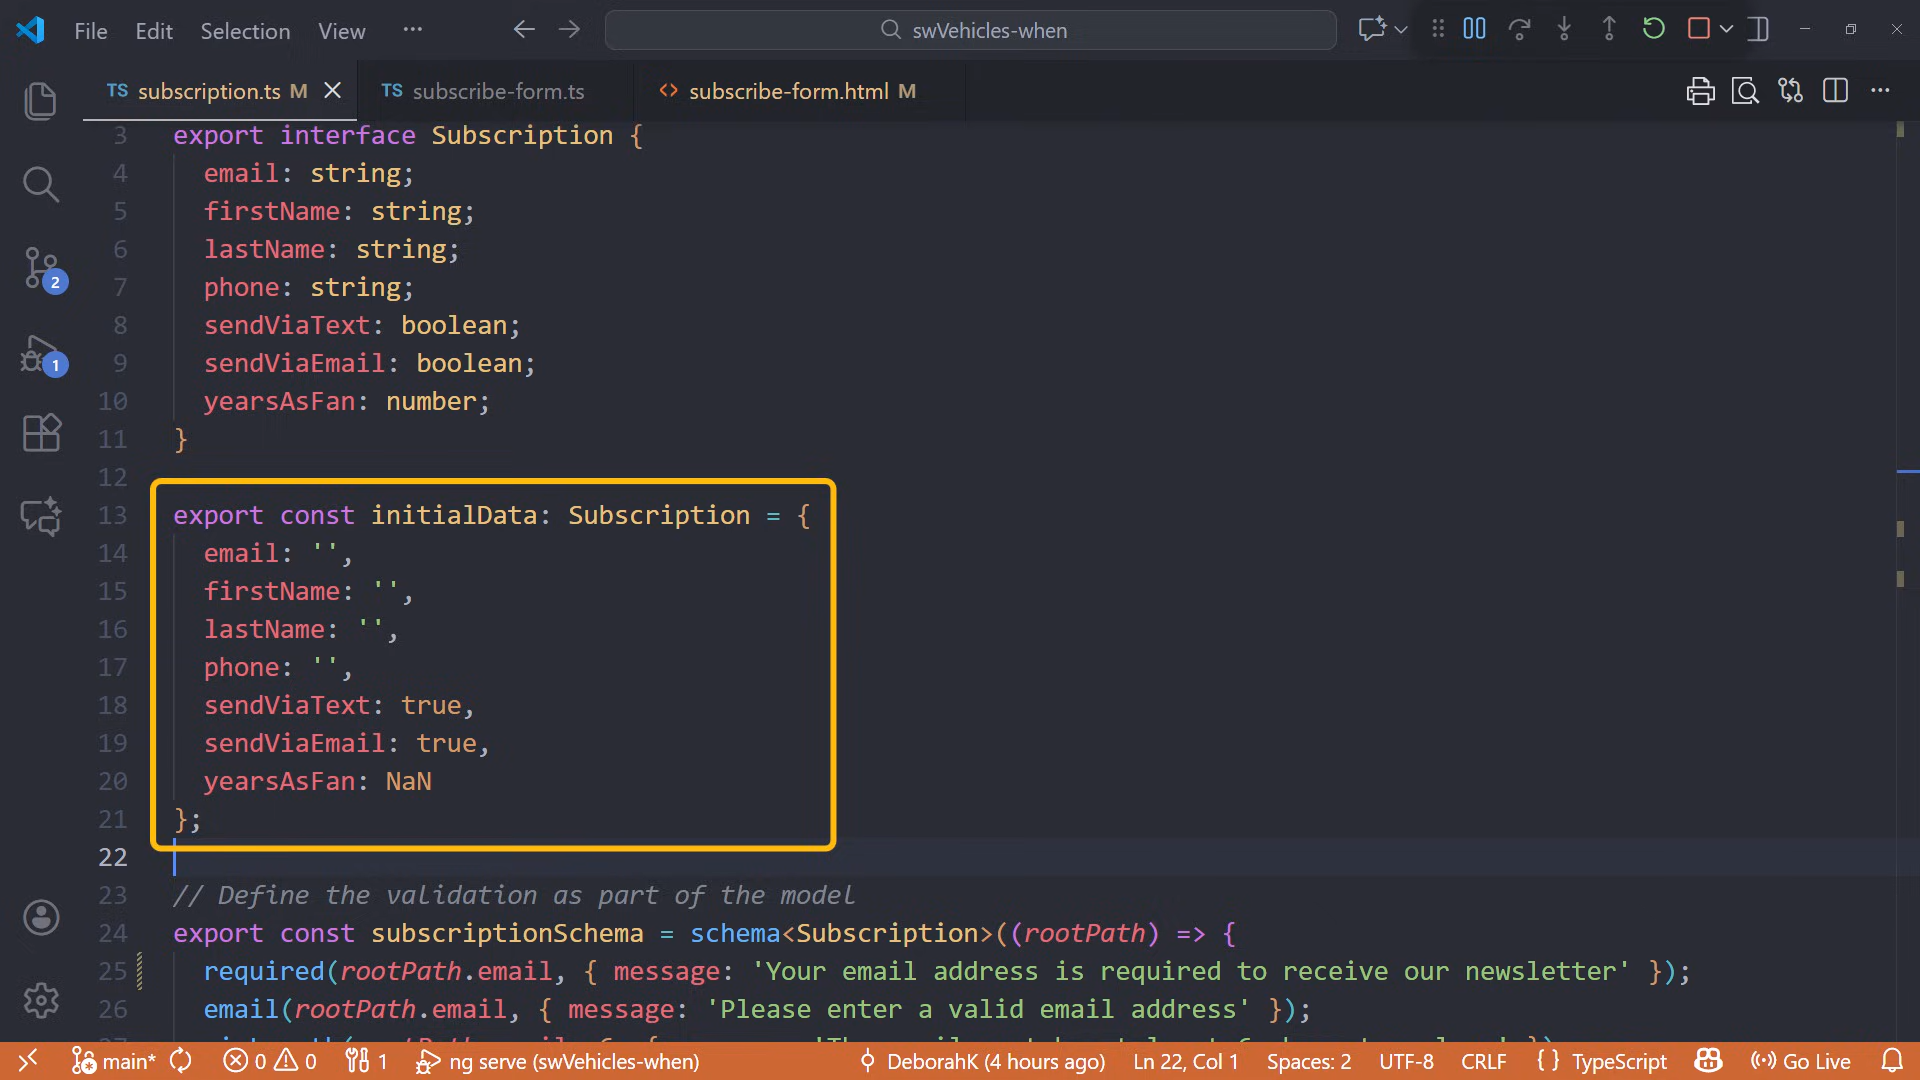 File Edit Selection View ··· swVehicles-when
TS subscription.ts M TS subscribe-form.ts <> subscribe-form.html M
3 export interface Subscription {
4 email: string;
5 firstName: string;
6 lastName: string;
7 phone: string;
8 sendViaText: boolean;
9 sendViaEmail: boolean;
10 yearsAsFan: number;
11 }
12
13 export const initialData: Subscription = {
14 email: '',
15 firstName: '',
16 lastName: '',
17 phone: '',
18 sendViaText: true,
19 sendViaEmail: true,
20 yearsAsFan: NaN
21 };
22
23 // Define the validation as part of the model
24 export const subscriptionSchema = schema<Subscription>((rootPath) => {
25 required(rootPath.email, { message: 'Your email address is required to receive our newsletter' });
26 email(rootPath.email, { message: 'Please enter a valid email address' });
2
1
main* 0 0 1 ng serve (swVehicles-when) DeborahK (4 hours ago) Ln 22, Col 1 Spaces: 2 UTF-8 CRLF {} TypeScript Go Live